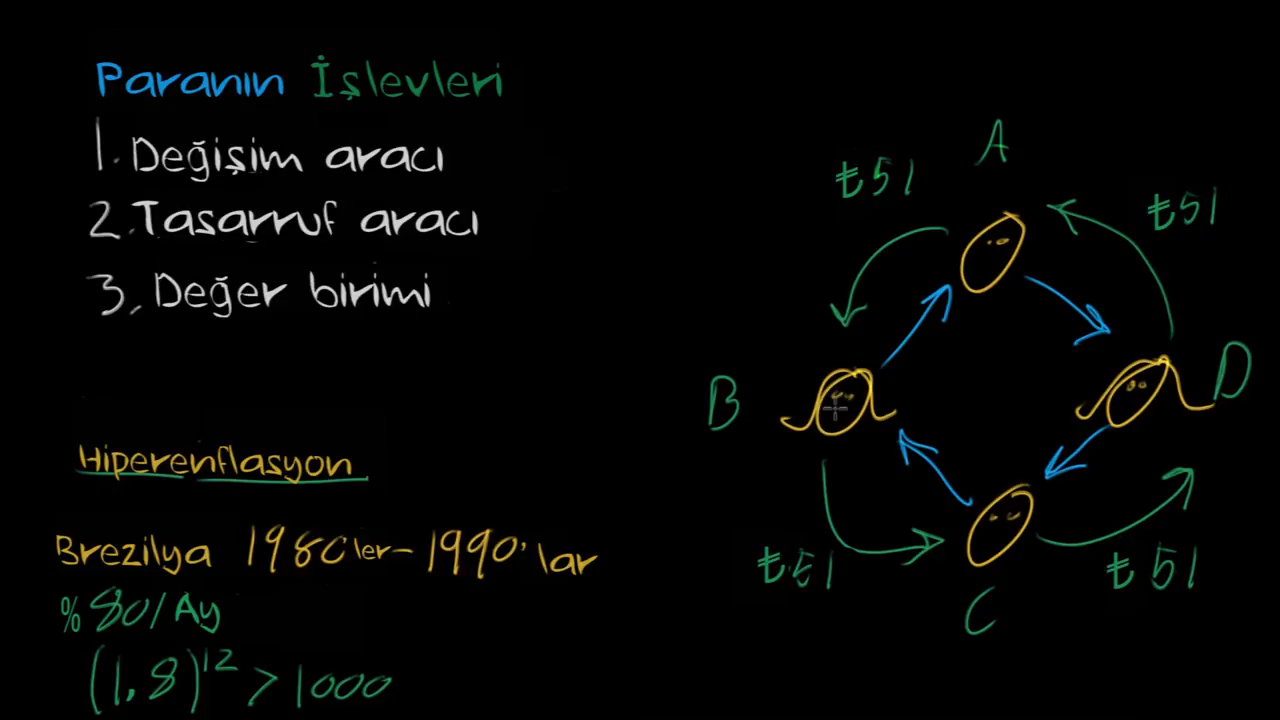 Paranın İşlevleri
1. Değişim aracı
2. Tasarruf aracı
3. Değer birimi
Hiperenflasyon
Brezilya 1980'ler-1990'lar
%80/Ay
(1,8)^12 > 1000
A
₺51
₺51
B
D
₺51
₺51
C